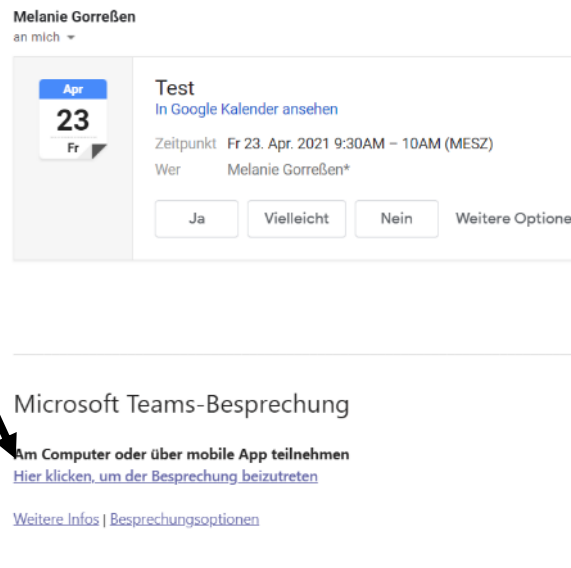 Melanie Gorreßen
an mich
Apr
23
Fr
Test
In Google Kalender ansehen
Zeitpunkt Fr 23. Apr. 2021 9:30AM – 10AM (MESZ)
Wer Melanie Gorreßen*
Ja Vielleicht Nein Weitere Optione
Microsoft Teams-Besprechung
Am Computer oder über mobile App teilnehmen
Hier klicken, um der Besprechung beizutreten
Weitere Infos | Besprechungsoptionen